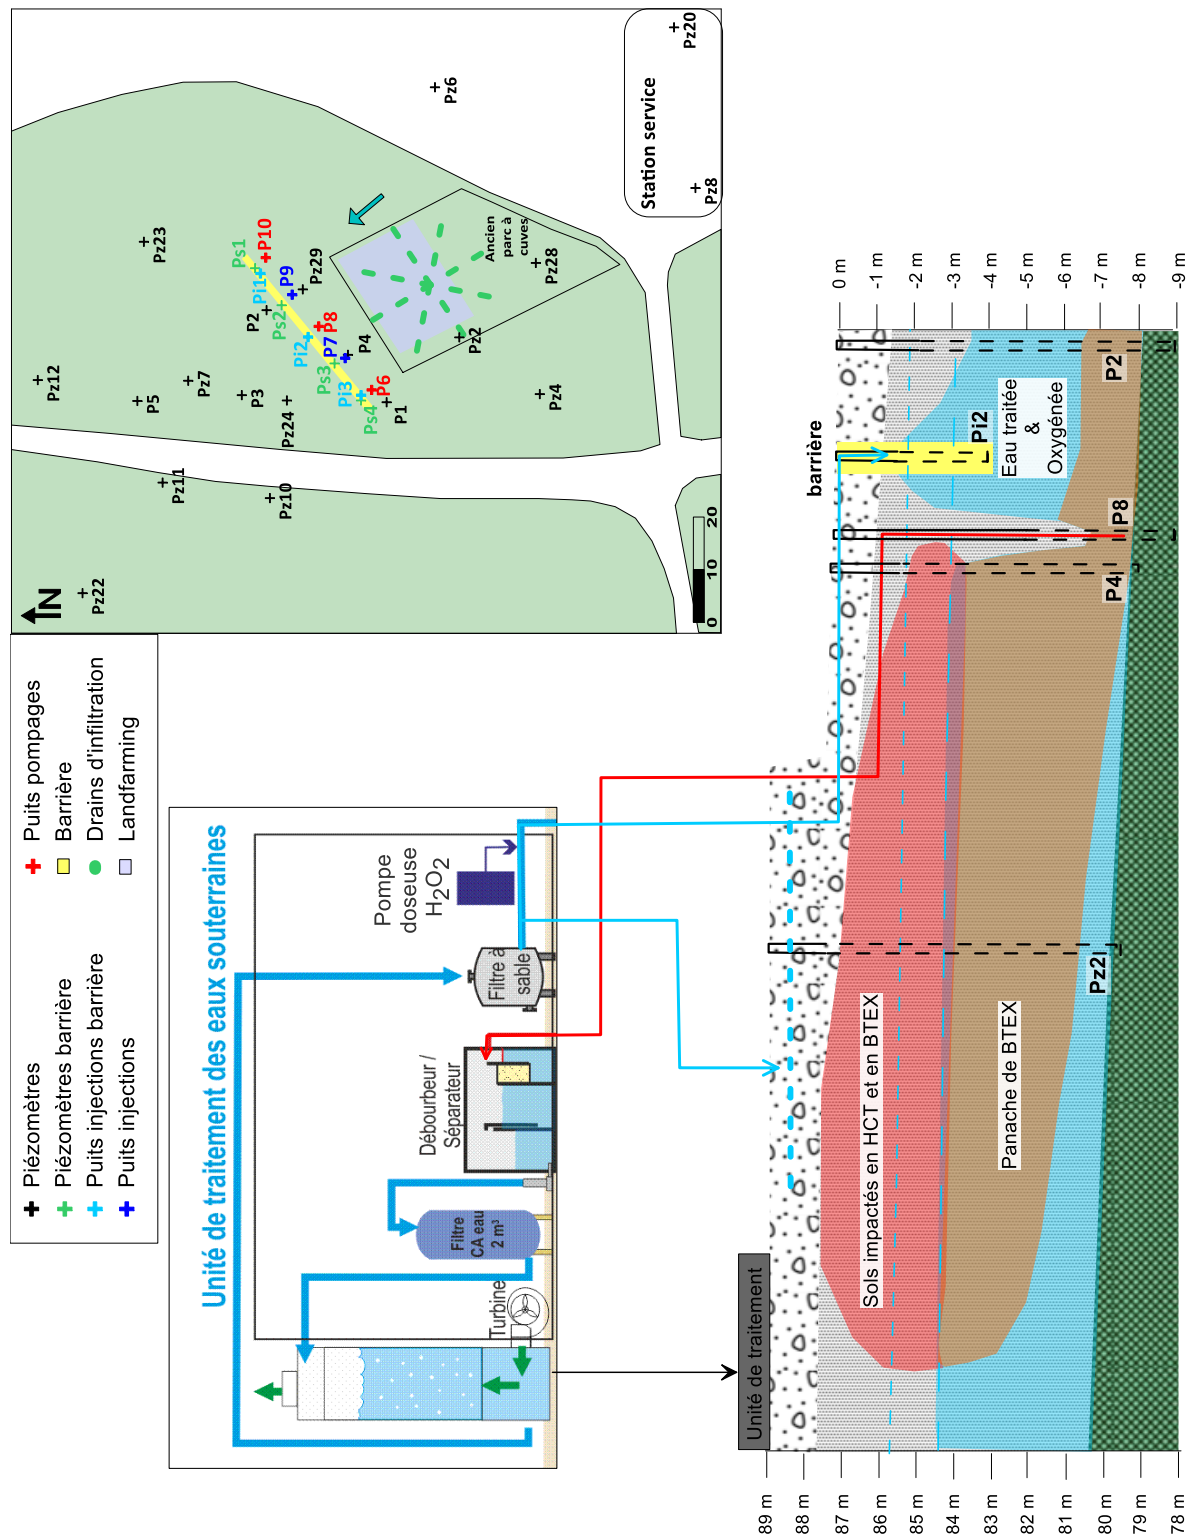 Piézomètres
Piézomètres barrière
Puits injections barrière
Puits injections
Puits pompages
Barrière
Drains d'infiltration
Landfarming
N
Pz22
Pz11
Pz10
Pz12
P5
Pz7
P3
Pz24
Pz23
P2
Ps1
Pi1
P10
P9
Pz29
Ps2
Pi2
P8
P7
P4
Ps3
Pi3
P6
Ps4
P1
Pz6
Pz20
Station service
Pz8
Ancien
parc à
cuves
Pz28
Pz2
Pz4
0
10
20
Unité de traitement des eaux souterraines
Turbine
Filtre
CA eau
2 m³
Débourbeur /
Séparateur
Filtre à
sable
Pompe
doseuse
H2O2
Unité de traitement
barrière
Sols impactés en HCT et en BTEX
Panache de BTEX
Eau traitée
&
Oxygénée
Pz2
P4
P8
Pi2
P2
89 m
88 m
87 m
86 m
85 m
84 m
83 m
82 m
81 m
80 m
79 m
78 m
0 m
-1 m
-2 m
-3 m
-4 m
-5 m
-6 m
-7 m
-8 m
-9 m